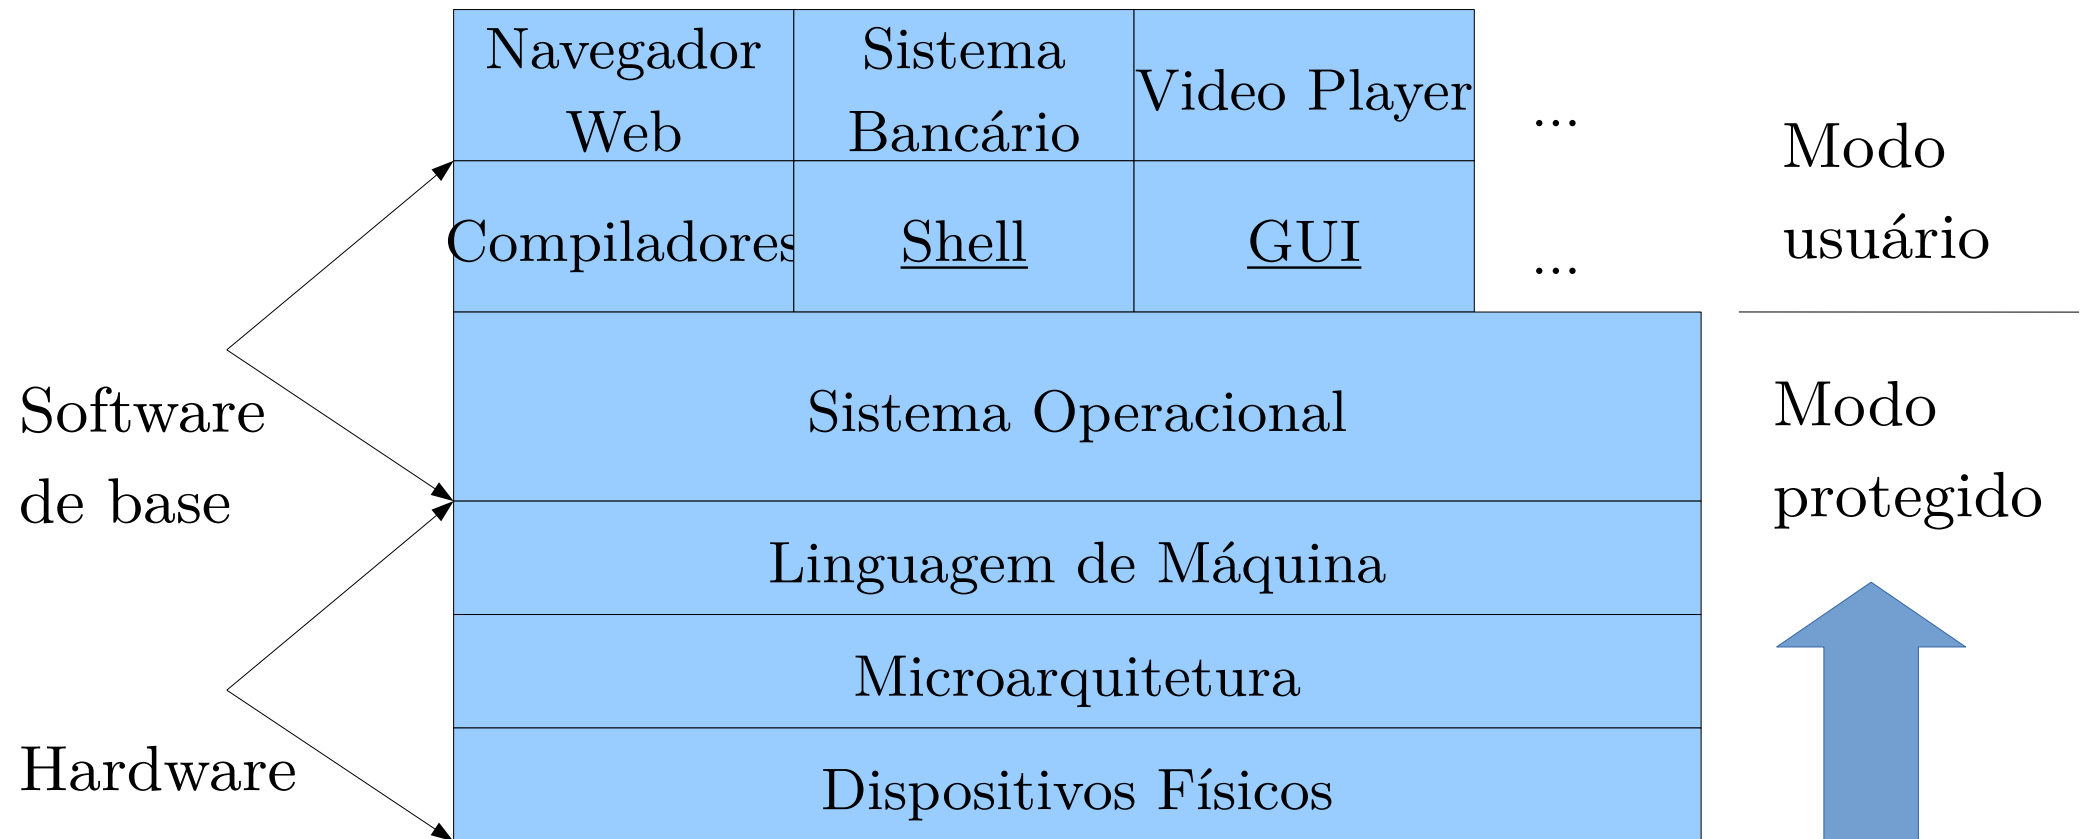 Navegador
Web
Sistema
Bancário
Video Player
...
Modo
usuário
Compiladores
Shell
GUI
...
Software
de base
Sistema Operacional
Modo
protegido
Linguagem de Máquina
Microarquitetura
Hardware
Dispositivos Físicos